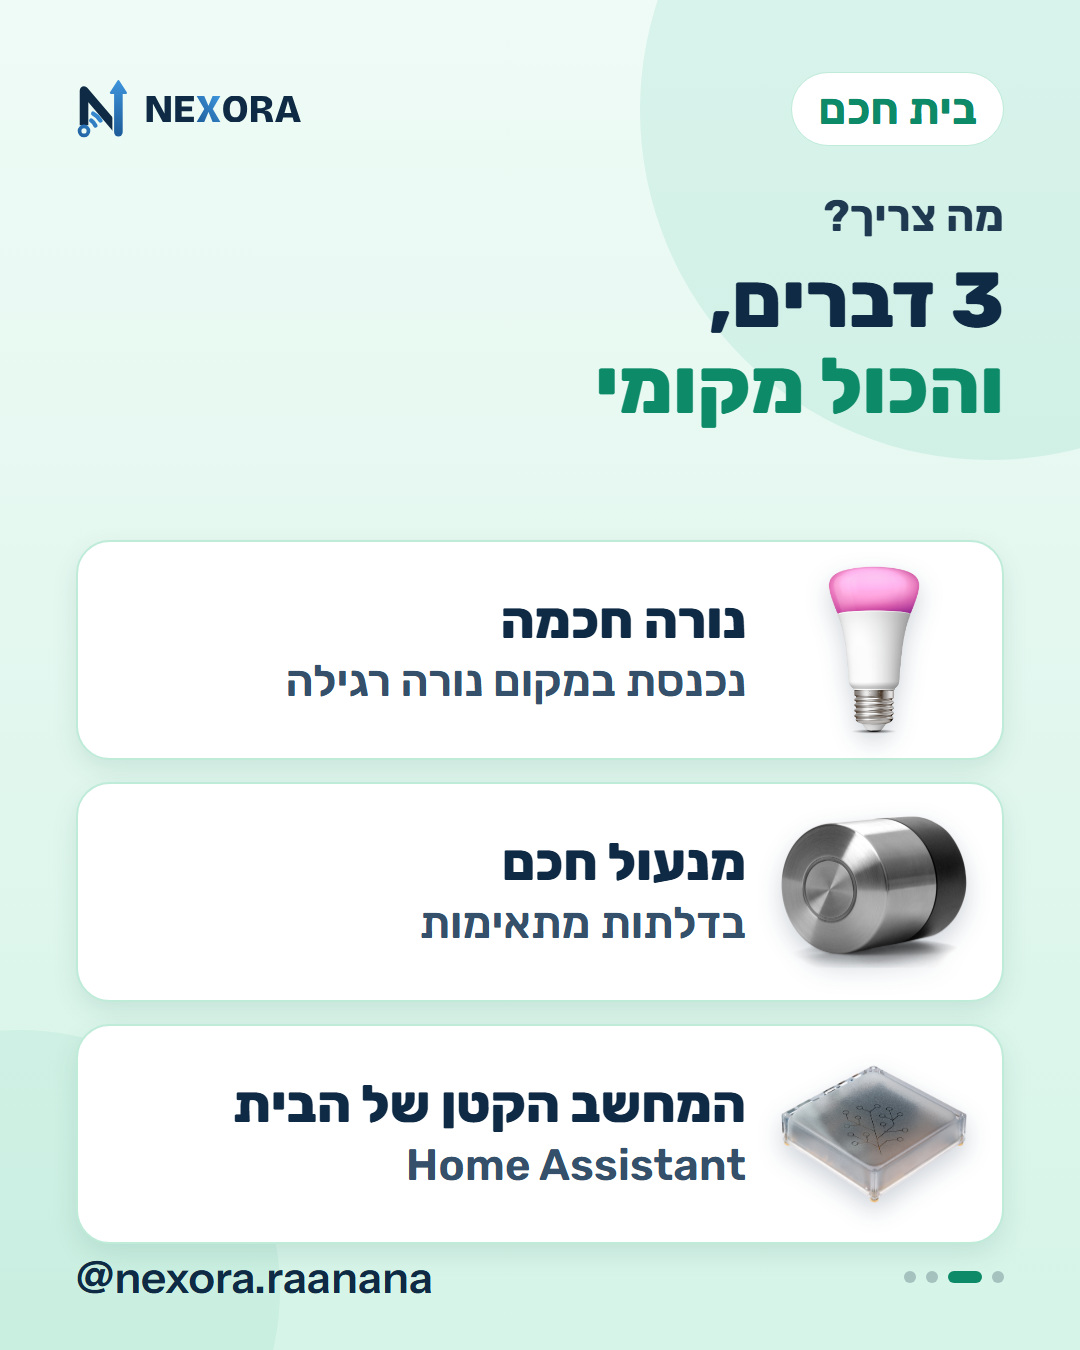 NEXORA
בית חכם
מה צריך?
3 דברים,
והכול מקומי
נורה חכמה
נכנסת במקום נורה רגילה
מנעול חכם
בדלתות מתאימות
המחשב הקטן של הבית
Home Assistant
@nexora.raanana